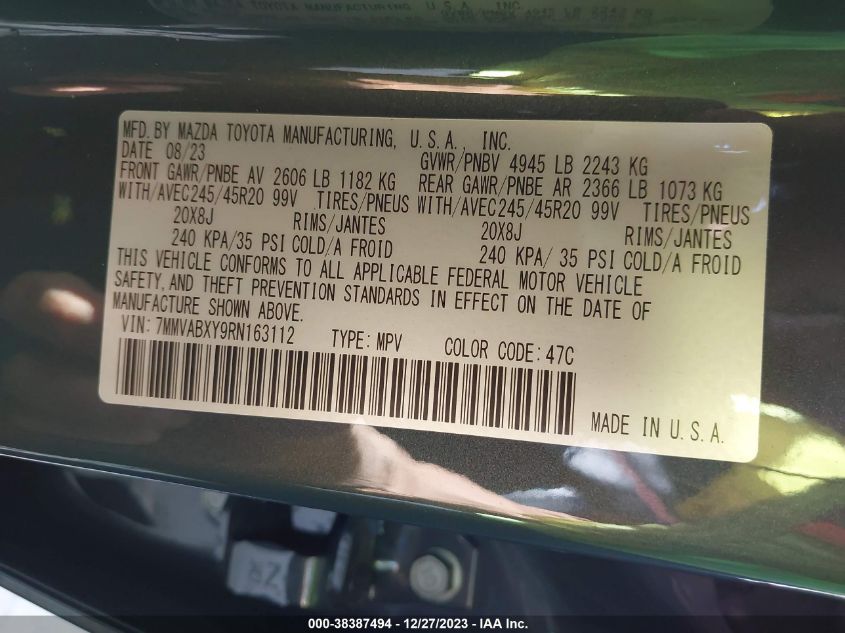 MFD. BY MAZDA TOYOTA MANUFACTURING, U.S.A., INC.
DATE 08/23 GVWR/PNBV 4945 LB 2243 KG
FRONT GAWR/PNBE AV 2606 LB 1182 KG REAR GAWR/PNBE AR 2366 LB 1073 KG
WITH/AVEC245/45R20 99V TIRES/PNEUS WITH/AVEC245/45R20 99V TIRES/PNEUS
20X8J RIMS/JANTES 20X8J RIMS/JANTES
240 KPA/35 PSI COLD/A FROID 240 KPA/ 35 PSI COLD/A FROID
THIS VEHICLE CONFORMS TO ALL APPLICABLE FEDERAL MOTOR VEHICLE
SAFETY, AND THEFT PREVENTION STANDARDS IN EFFECT ON THE DATE OF
MANUFACTURE SHOWN ABOVE.
VIN: 7MMVABXY9RN163112 TYPE: MPV COLOR CODE: 47C
MADE IN U.S.A.
000-38387494 - 12/27/2023 - IAA Inc.